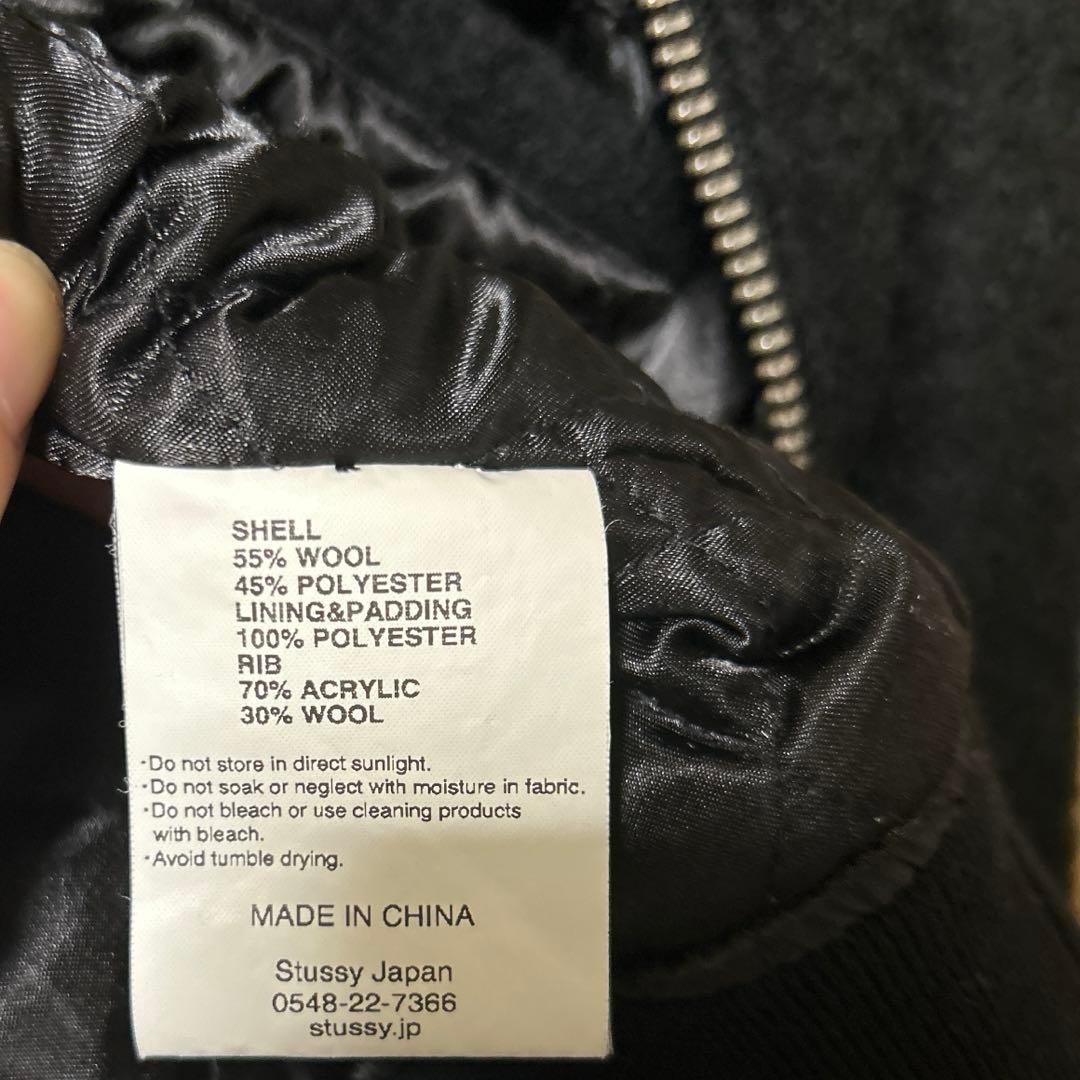 SHELL
55% WOOL
45% POLYESTER
LINING&PADDING
100% POLYESTER
RIB
70% ACRYLIC
30% WOOL
·Do not store in direct sunlight.
·Do not soak or neglect with moisture in fabric.
·Do not bleach or use cleaning products
with bleach.
·Avoid tumble drying.
MADE IN CHINA
Stussy Japan
0548-22-7366
stussy.jp